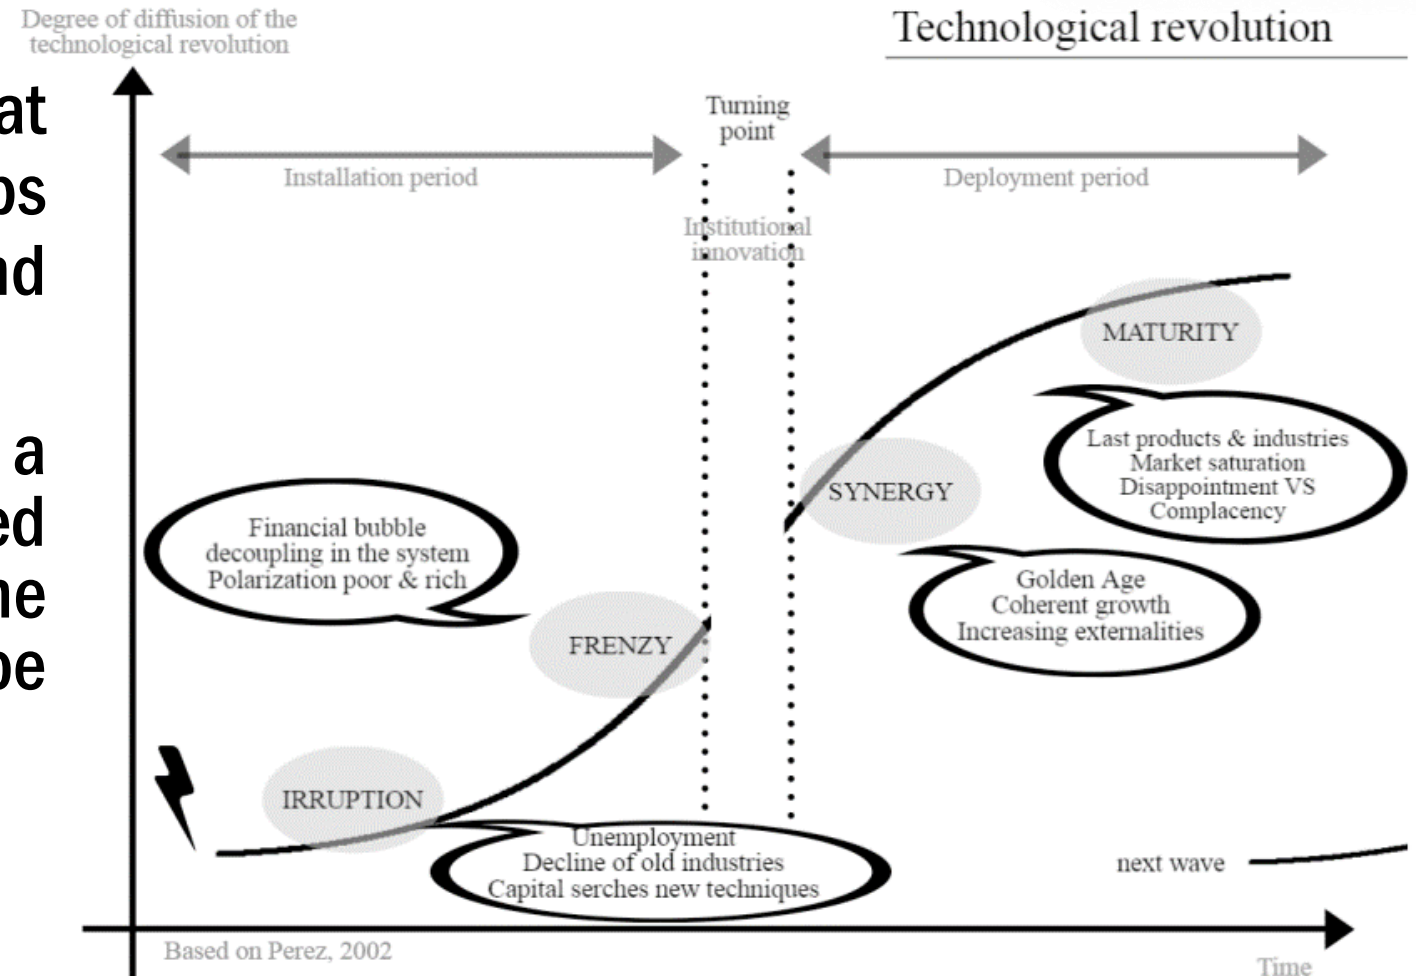 Degree of diffusion of the
technological revolution
Technological revolution
at
os
nd
a
ed
ne
be
Turning
point
Installation period
Deployment period
Institutional
innovation
MATURITY
Last products & industries
Market saturation
Disappointment VS
Complacency
SYNERGY
Golden Age
Coherent growth
Increasing externalities
Financial bubble
decoupling in the system
Polarization poor & rich
FRENZY
IRRUPTION
Unemployment
Decline of old industries
Capital serches new techniques
next wave
Based on Perez, 2002
Time